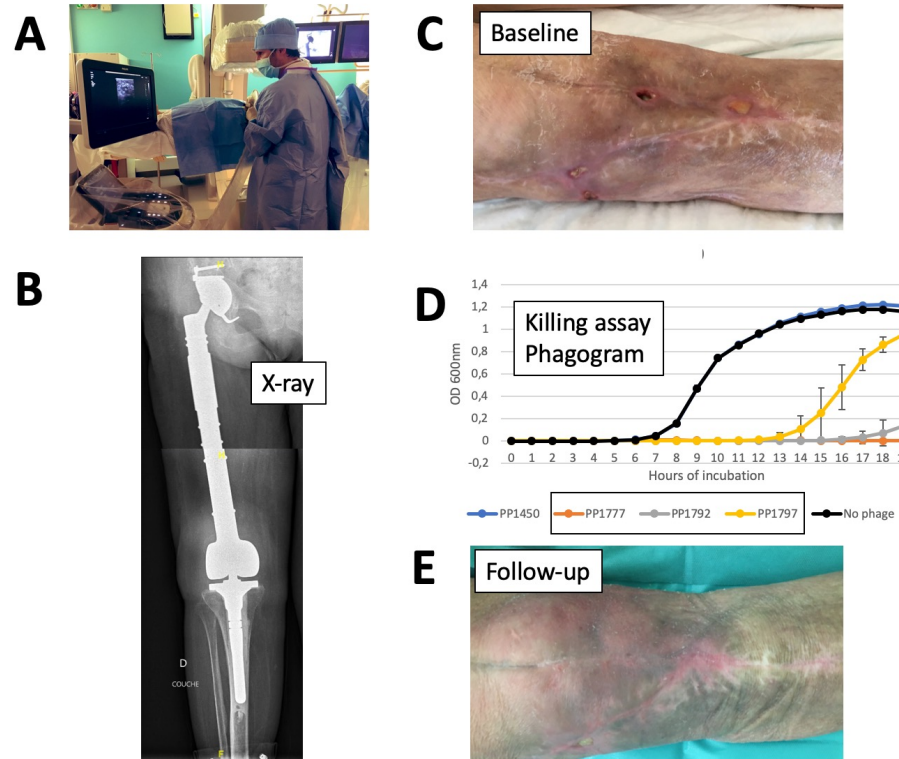 A
C
Baseline
B
X-ray
D
COUCHE
)
D
Killing assay
Phagogram
OD 600nm
1,4
1,2
1
0,8
0,6
0,4
0,2
0
-0,2
0 1 2 3 4 5 6 7 8 9 10 11 12 13 14 15 16 17 18
Hours of incubation
PP1450 PP1777 PP1792 PP1797 No phage
E
Follow-up